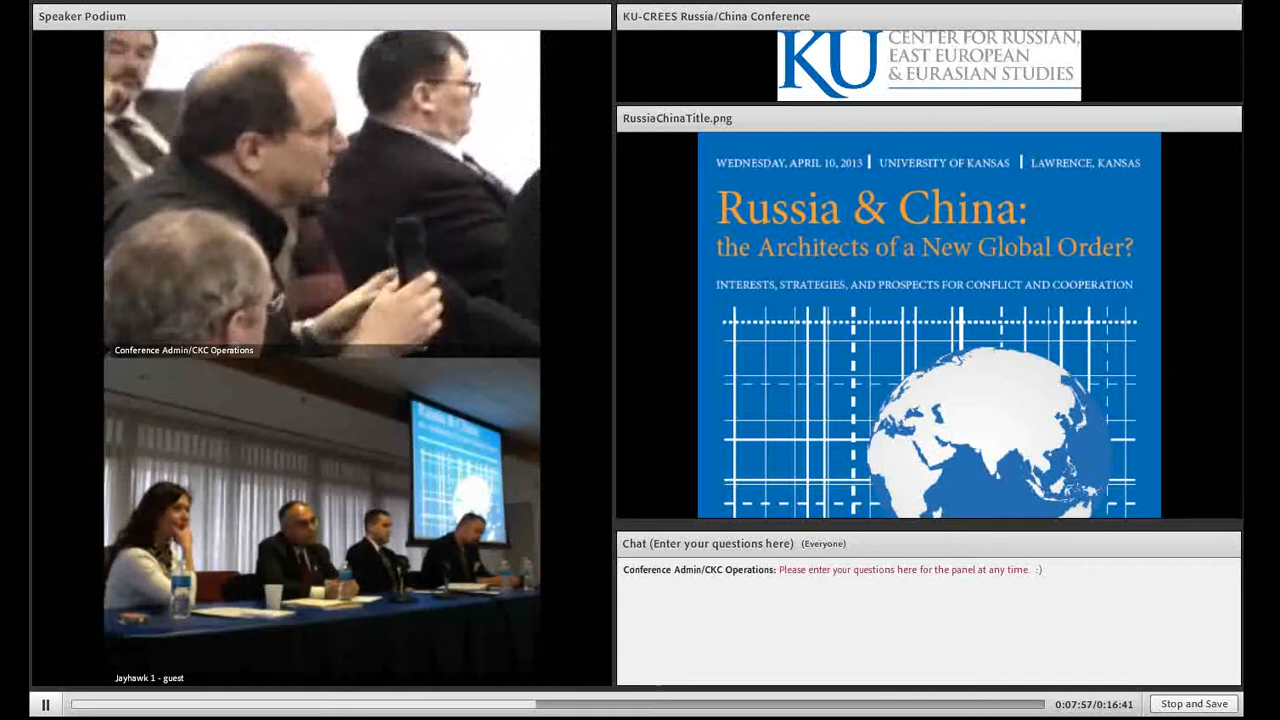 Speaker Podium
Conference Admin/CKC Operations
Russia & China
Jayhawk 1 - guest
KU-CREES Russia/China Conference
KU
CENTER FOR RUSSIAN,
EAST EUROPEAN
& EURASIAN STUDIES
RussiaChinaTitle.png
WEDNESDAY, APRIL 10, 2013 | UNIVERSITY OF KANSAS | LAWRENCE, KANSAS
Russia & China:
the Architects of a New Global Order?
INTERESTS, STRATEGIES, AND PROSPECTS FOR CONFLICT AND COOPERATION
Chat (Enter your questions here) (Everyone)
Conference Admin/CKC Operations: Please enter your questions here for the panel at any time. :)
0:07:57/0:16:41
Stop and Save